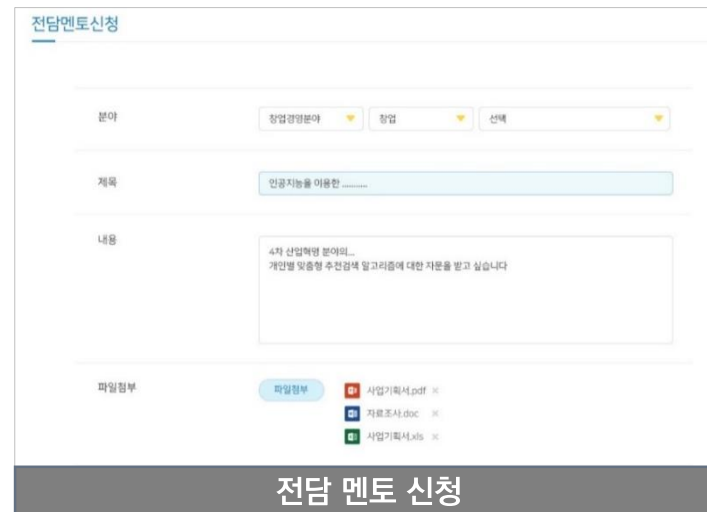 전담멘토신청
분야 창업경영분야 창업 선택
제목 인공지능을 이용한 ...........
내용
4차 산업혁명 분야의...
개인별 맞춤형 추천검색 알고리즘에 대한 자문을 받고 싶습니다
파일첨부 파일첨부 사업기획서.pdf ×
자료조사.doc ×
사업기획서.xls ×
전담 멘토 신청